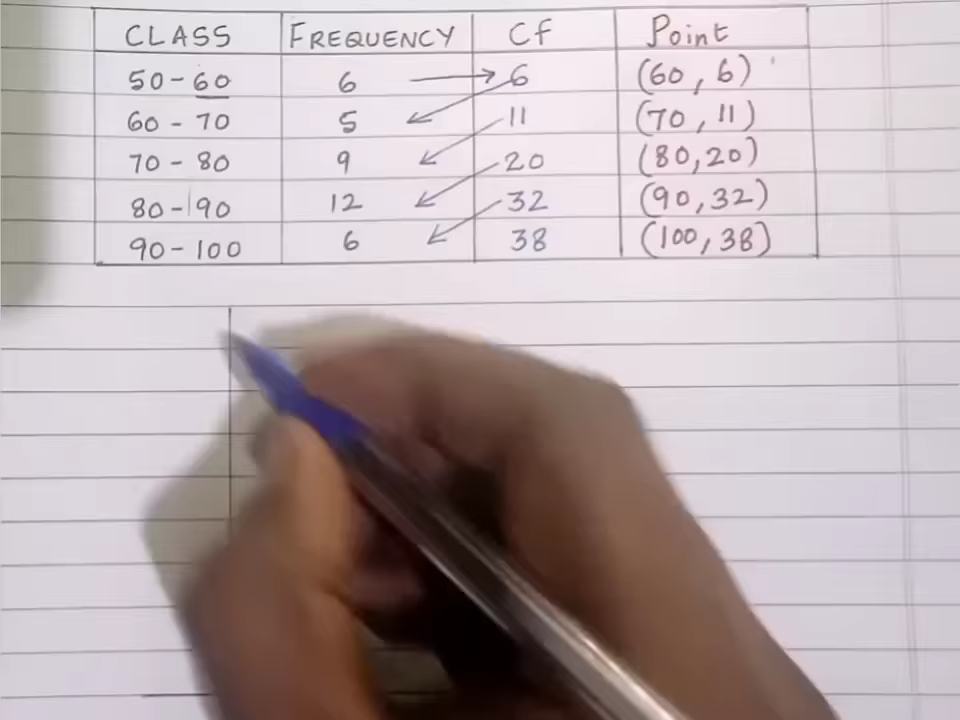 CLASS FREQUENCY Cf Point
50-60 6 6 (60, 6)
60-70 5 11 (70, 11)
70-80 9 20 (80,20)
80-90 12 32 (90,32)
90-100 6 38 (100,38)